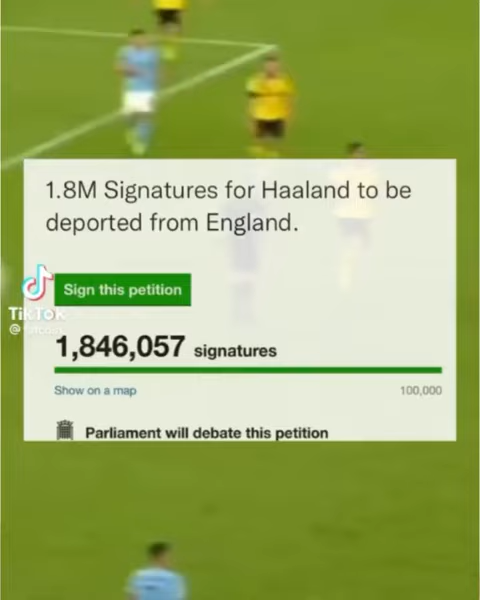 1.8M Signatures for Haaland to be
deported from England.
Sign this petition
TikTok
1,846,057 signatures
Show on a map
100,000
Parliament will debate this petition